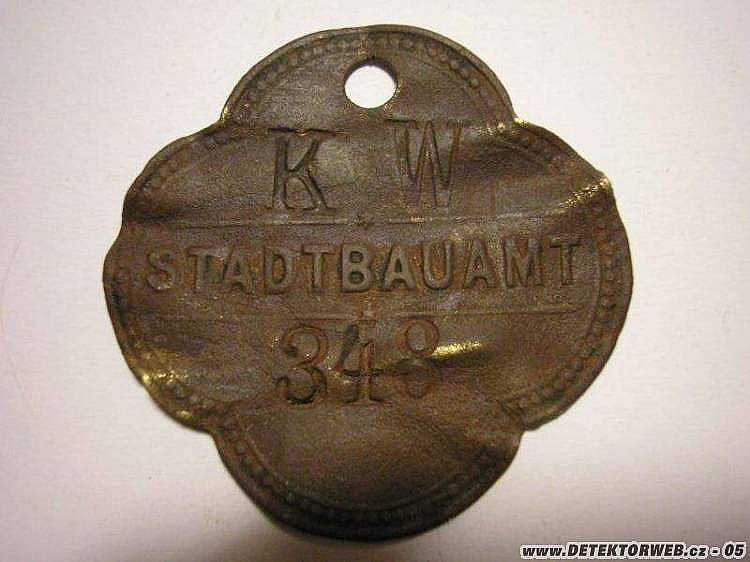 K W
STADTBAUAMT
348
www.DETEKTORWEB.cz - 05